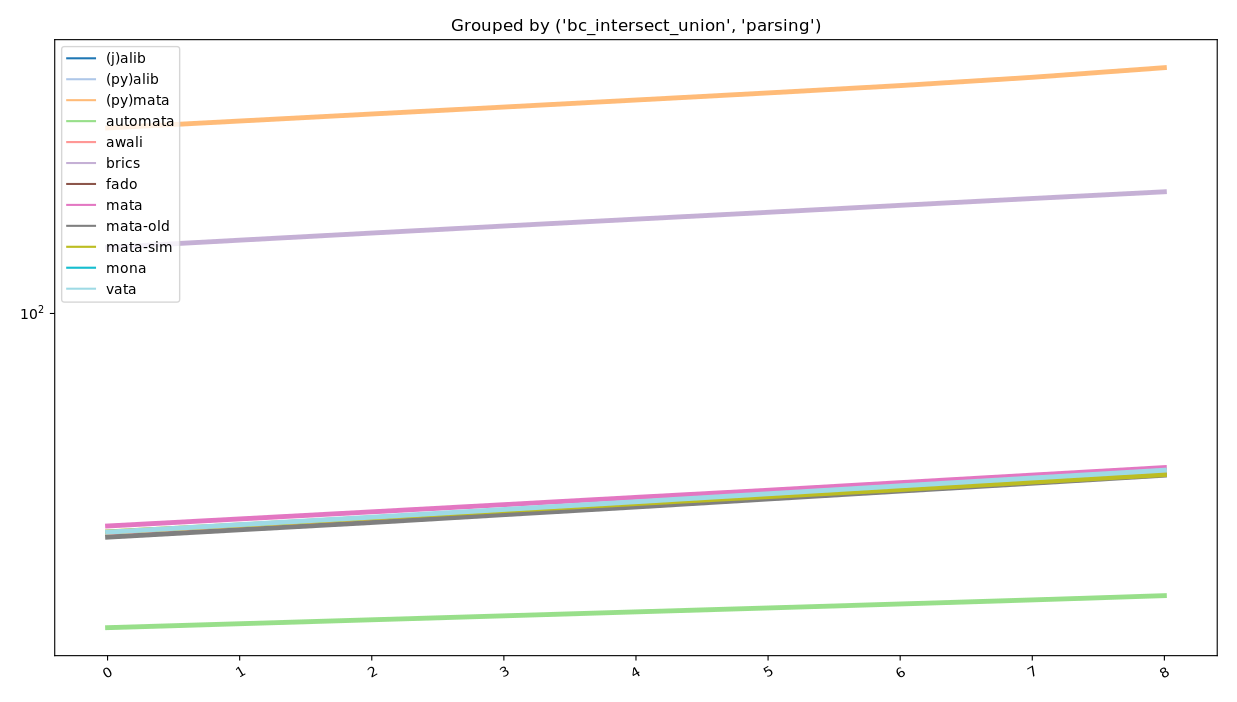 Grouped by ('bc_intersect_union', 'parsing')
(j)alib
(py)alib
(py)mata
automata
awali
brics
fado
mata
mata-old
mata-sim
mona
vata
10²
0 1 2 3 4 5 6 7 8